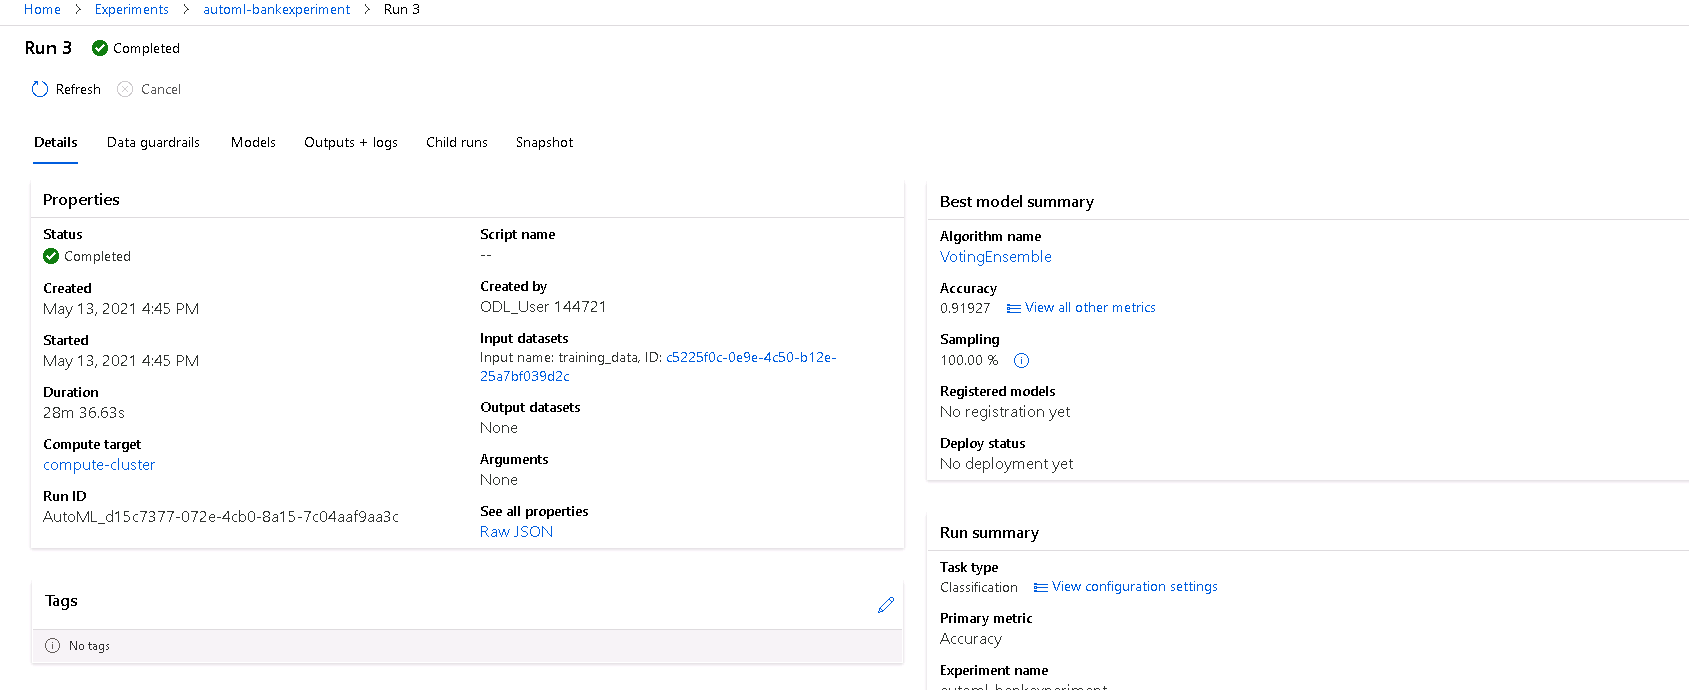 Home > Experiments > automl-bankexperiment > Run 3
Run 3 Completed
Refresh Cancel
Details Data guardrails Models Outputs + logs Child runs Snapshot
Properties
Status
Completed
Created
May 13, 2021 4:45 PM
Started
May 13, 2021 4:45 PM
Duration
28m 36.63s
Compute target
compute-cluster
Run ID
AutoML_d15c7377-072e-4cb0-8a15-7c04aaf9aa3c
Script name
--
Created by
ODL_User 144721
Input datasets
Input name: training_data, ID: c5225f0c-0e9e-4c50-b12e-
25a7bf039d2c
Output datasets
None
Arguments
None
See all properties
Raw JSON
Tags
No tags
Best model summary
Algorithm name
VotingEnsemble
Accuracy
0.91927 View all other metrics
Sampling
100.00 %
Registered models
No registration yet
Deploy status
No deployment yet
Run summary
Task type
Classification View configuration settings
Primary metric
Accuracy
Experiment name
automl-bankexperiment